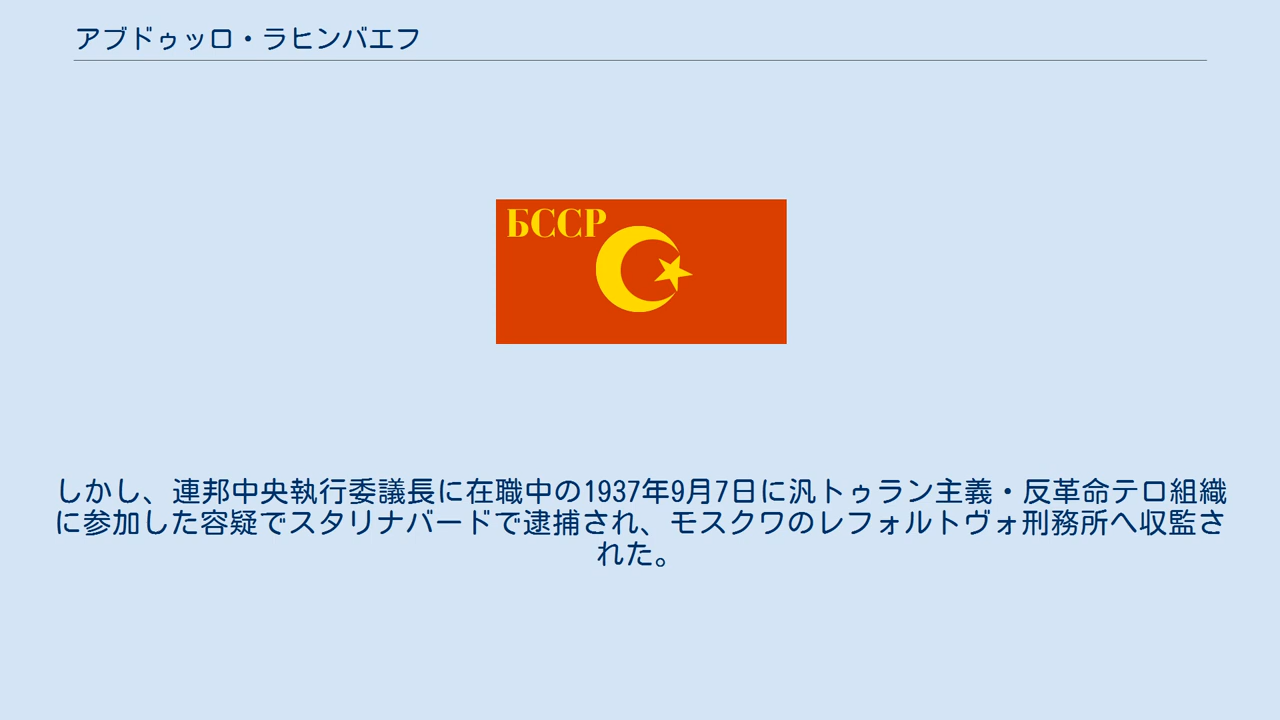 アブドゥッロ・ラヒンバエフ
БССР
しかし、連邦中央執行委議長に在職中の1937年9月7日に汎トゥラン主義・反革命テロ組織
に参加した容疑でスタリナバードで逮捕され、モスクワのレフォルトヴォ刑務所へ収監さ
れた。